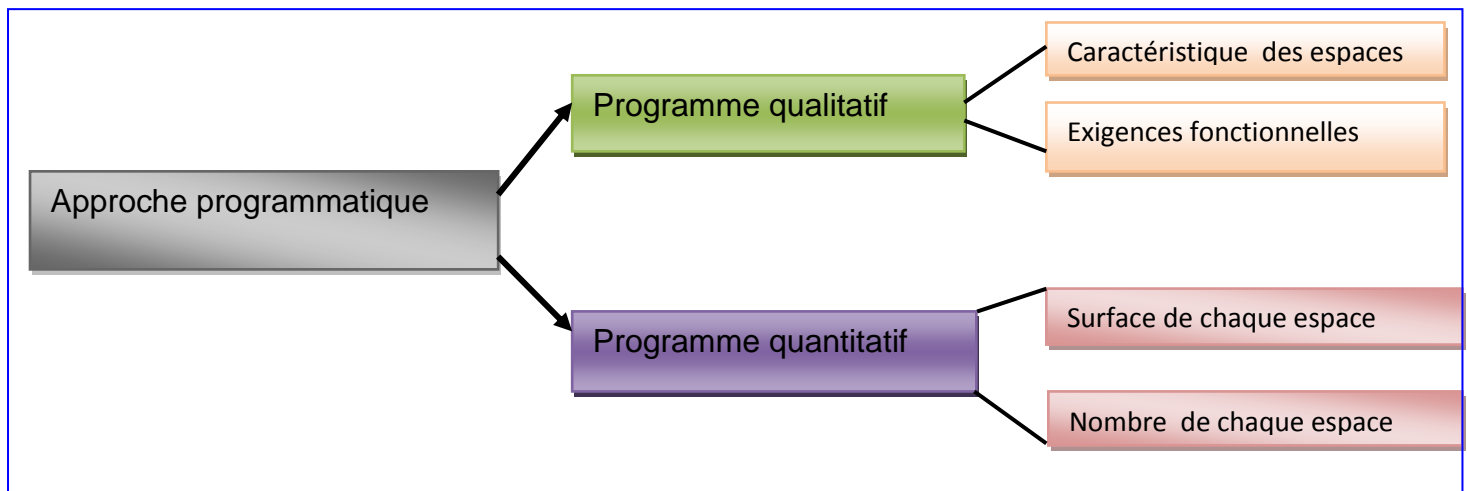 Caractéristique des espaces
Programme qualitatif
Exigences fonctionnelles
Approche programmatique
Surface de chaque espace
Programme quantitatif
Nombre de chaque espace